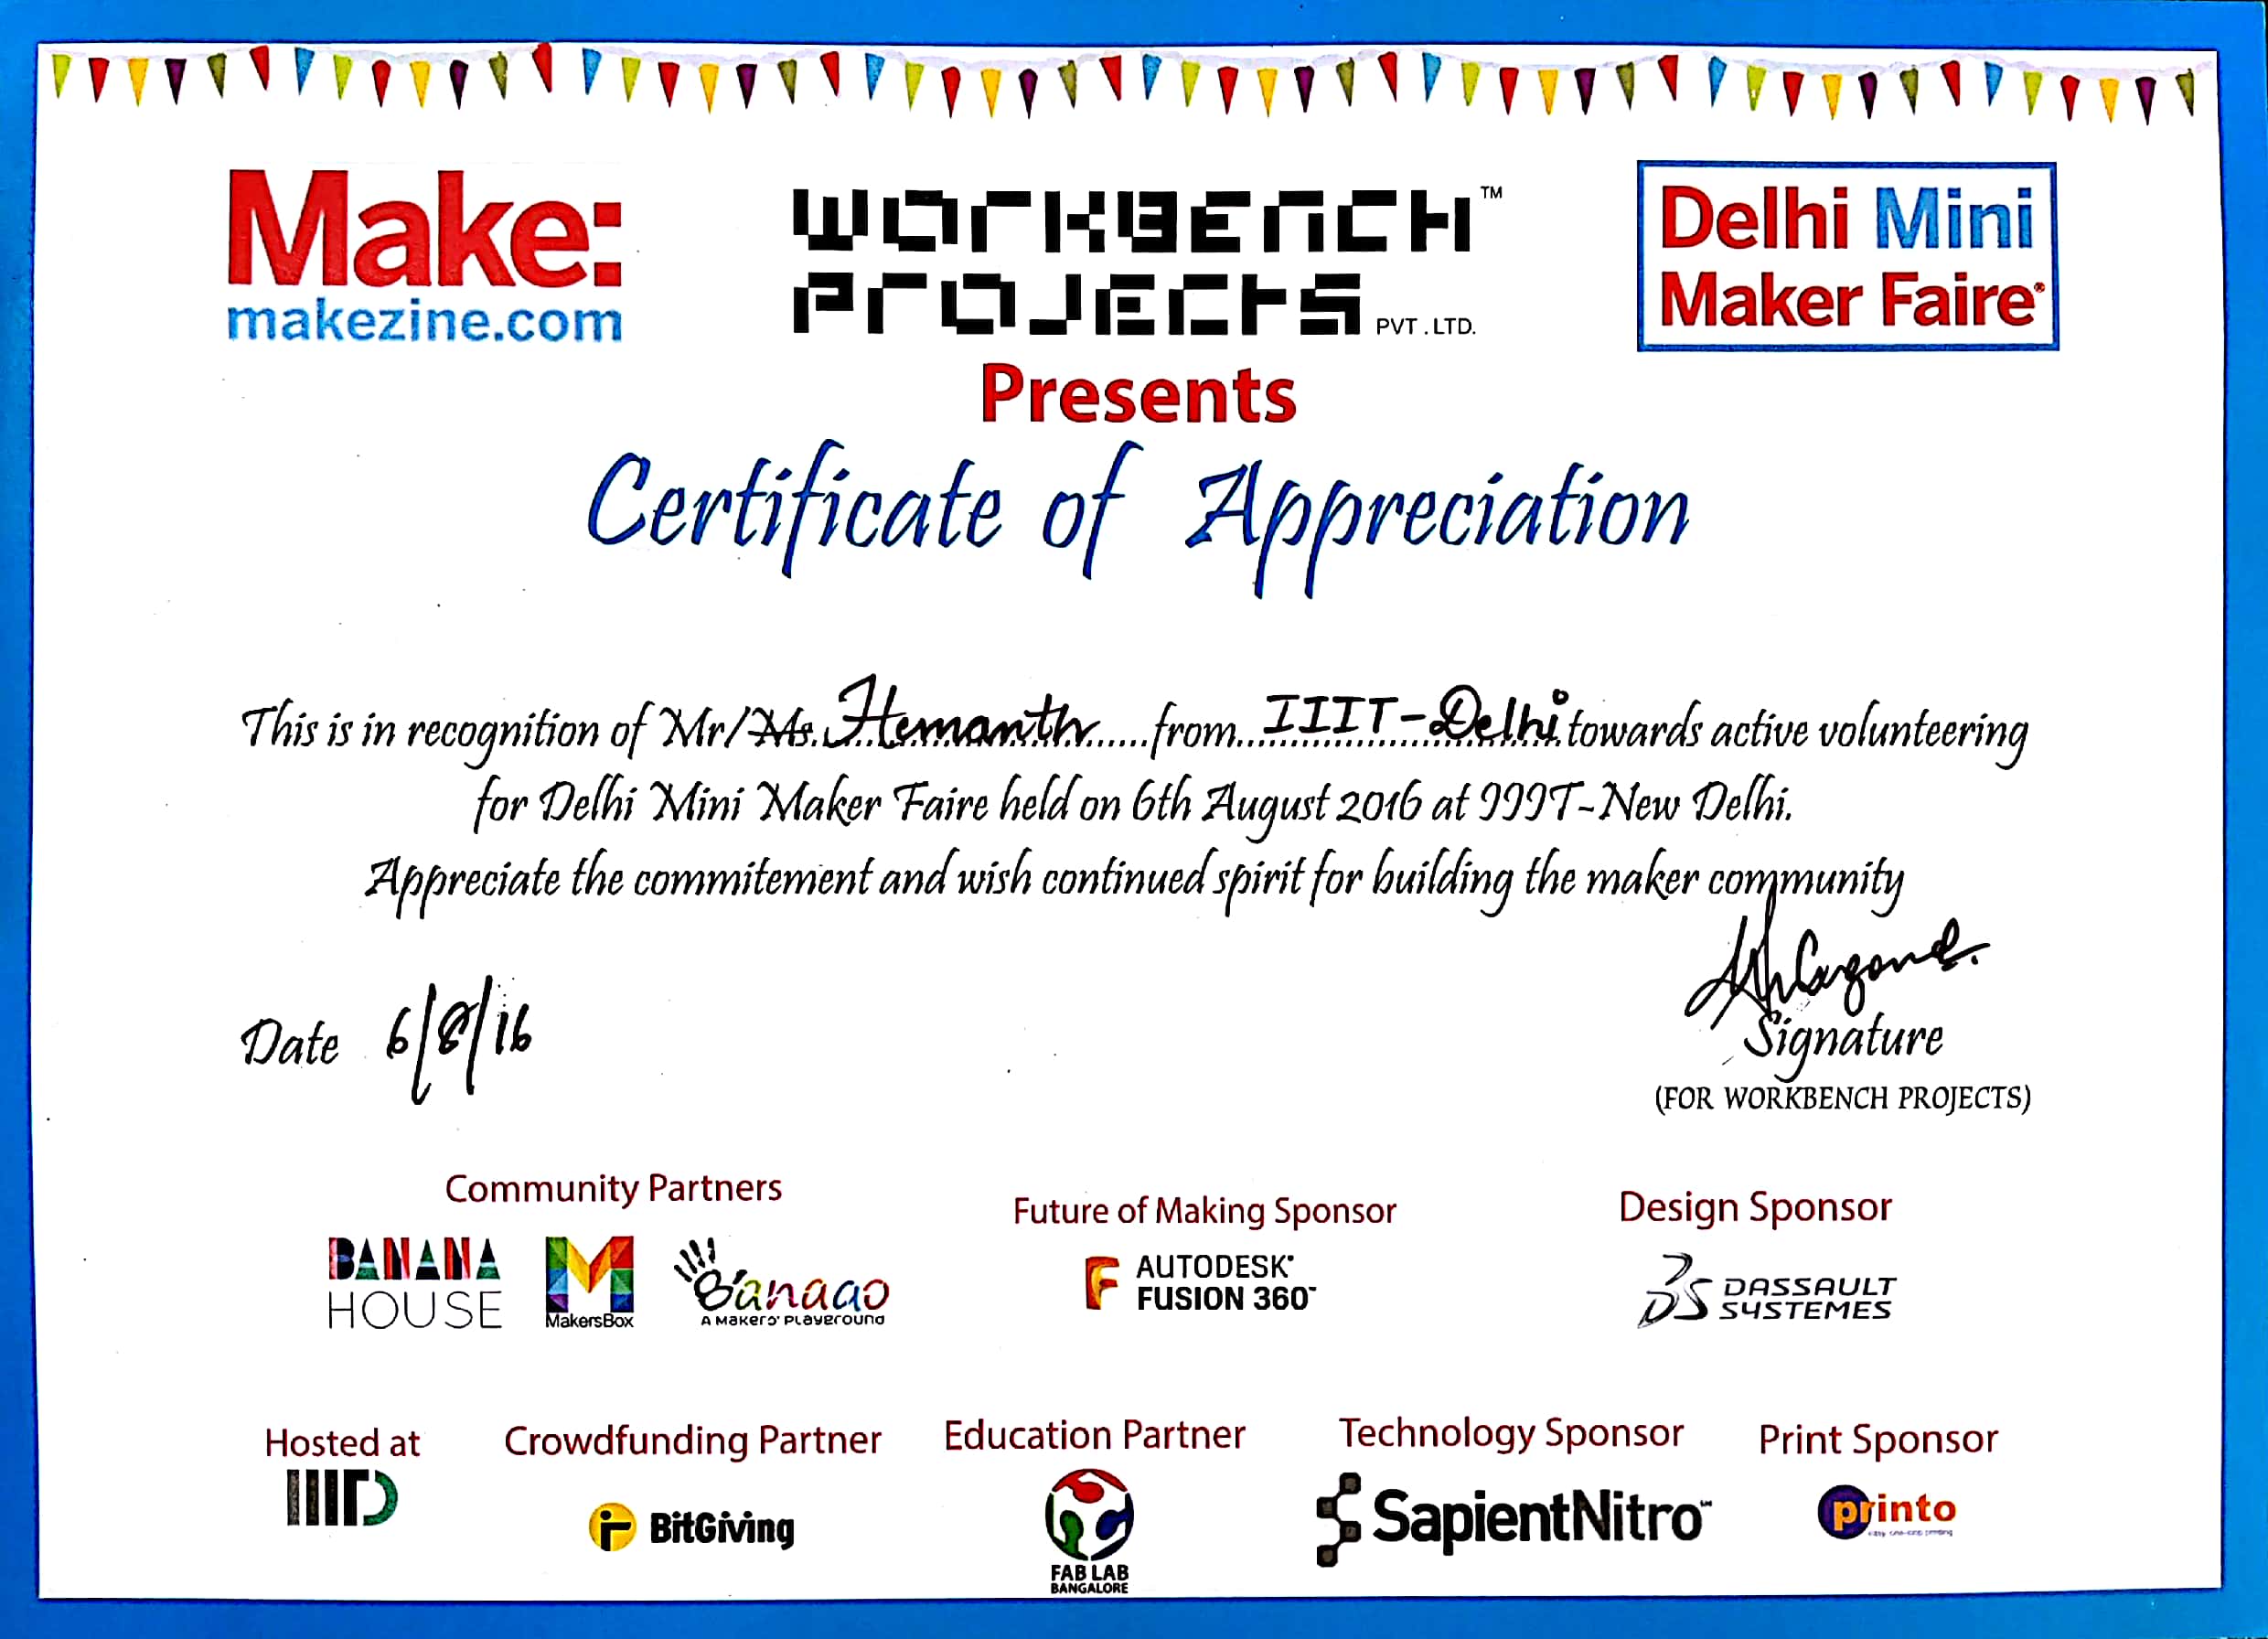 Make:
makezine.com
WORKBENCH™
PROJECTS PVT. LTD.
Delhi Mini
Maker Faire®
Presents
Certificate of Appreciation
This is in recognition of Mr/Ms. Hemanth from IIIT-Delhi towards active volunteering
for Delhi Mini Maker Faire held on 6th August 2016 at IIIT-New Delhi.
Appreciate the commitement and wish continued spirit for building the maker community
Date 6/8/16
Signature
(FOR WORKBENCH PROJECTS)
Community Partners
BANANA
HOUSE
MakersBox
Banaao
A Makers' Playground
Future of Making Sponsor
AUTODESK®
FUSION 360™
Design Sponsor
DS DASSAULT
SYSTEMES
Hosted at
IIITD
Crowdfunding Partner
BitGiving
Education Partner
FAB LAB
BANGALORE
Technology Sponsor
SapientNitro™
Print Sponsor
printo